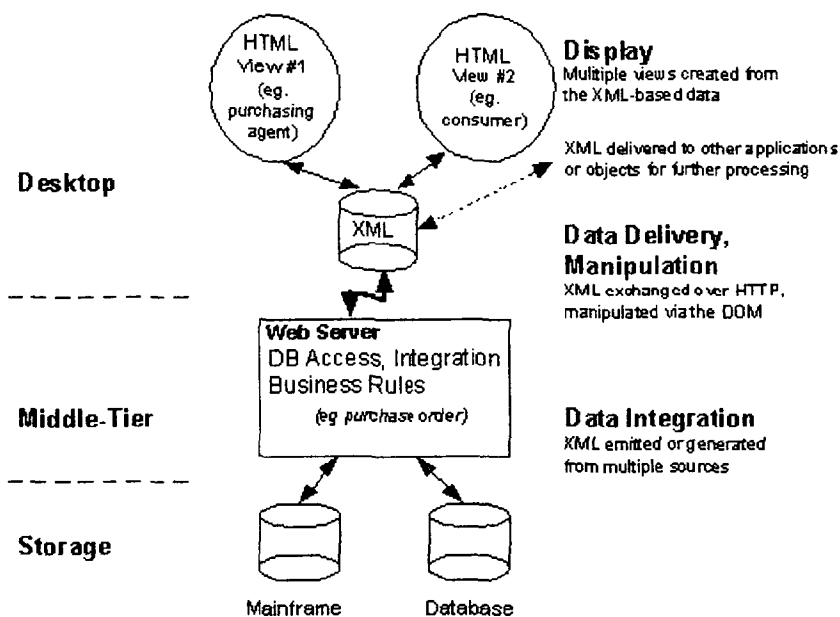 HTML
View #1
(eg.
purchasing
agent)
HTML
View #2
(eg.
consumer)
Display
Multiple views created from
the XML-based data
XML delivered to other applications
or objects for further processing
Desktop
XML
Data Delivery,
Manipulation
XML exchanged over HTTP,
manipulated via the DOM
Web Server
DB Access, Integration
Business Rules
(eg purchase order)
Middle-Tier
Data Integration
XML emitted or generated
from multiple sources
Storage
Mainframe
Database